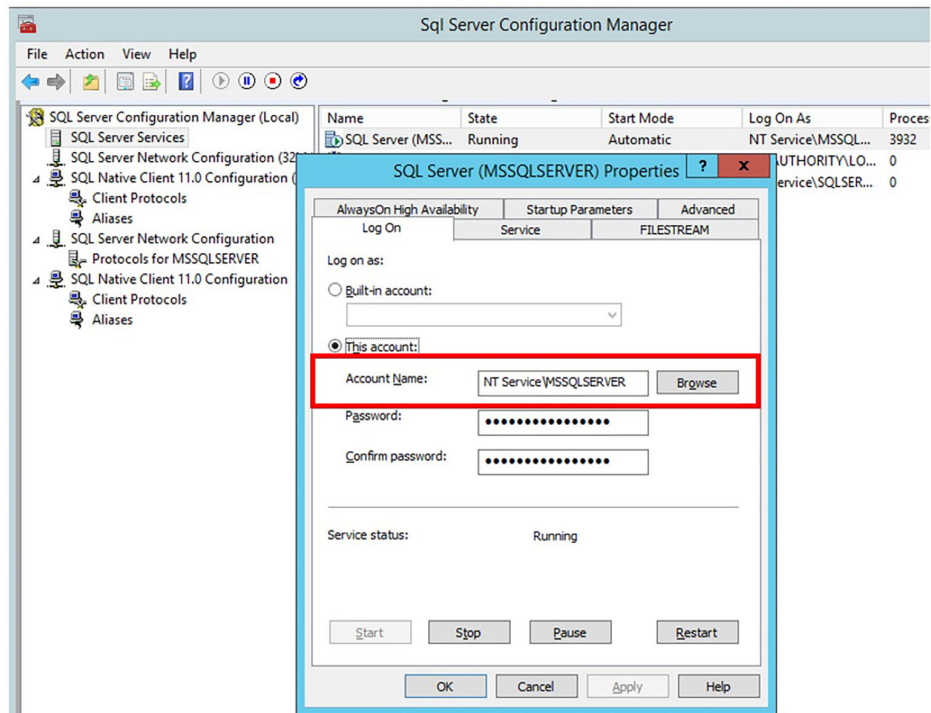 Sql Server Configuration Manager
File Action View Help
SQL Server Configuration Manager (Local)
SQL Server Services
SQL Server Network Configuration (32
SQL Native Client 11.0 Configuration (
Client Protocols
Aliases
SQL Server Network Configuration
Protocols for MSSQLSERVER
SQL Native Client 11.0 Configuration
Client Protocols
Aliases
Name State Start Mode Log On As Proces
SQL Server (MSS... Running Automatic NT Service\MSSQL... 3932
UTHORITY\LO... 0
ervice\SQLSER... 0
SQL Server (MSSQLSERVER) Properties ? x
AlwaysOn High Availability Startup Parameters Advanced
Log On Service FILESTREAM
Log on as:
Built-in account:
This account:
Account Name: NT Service\MSSQLSERVER Browse
Password: ••••••••••••••••
Confirm password: ••••••••••••••••
Service status: Running
Start Stop Pause Restart
OK Cancel Apply Help